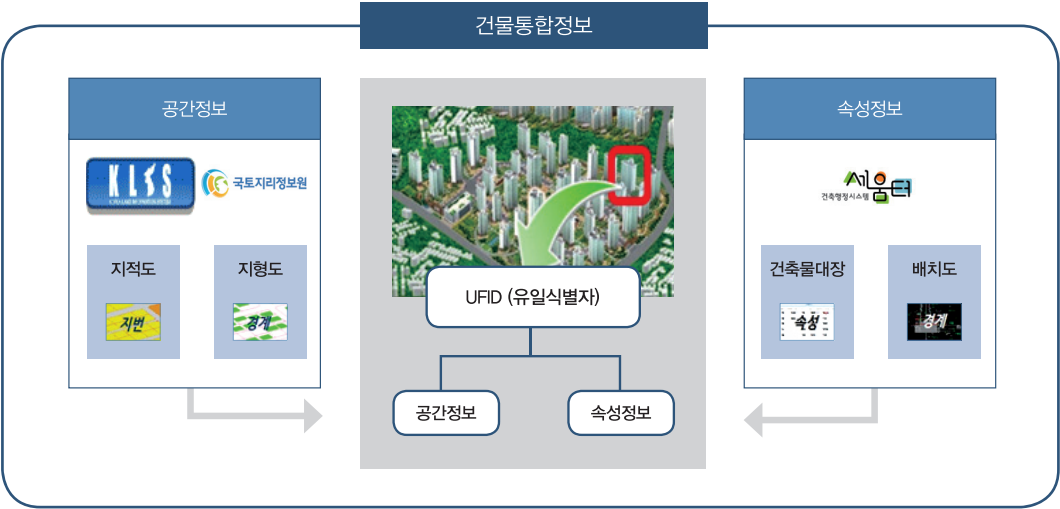 건물통합정보
공간정보
KLIS
국토지리정보원
지적도
지번
지형도
경계
UFID (유일식별자)
공간정보
속성정보
속성정보
세움터
건축행정시스템
건축물대장
속성
배치도
경계